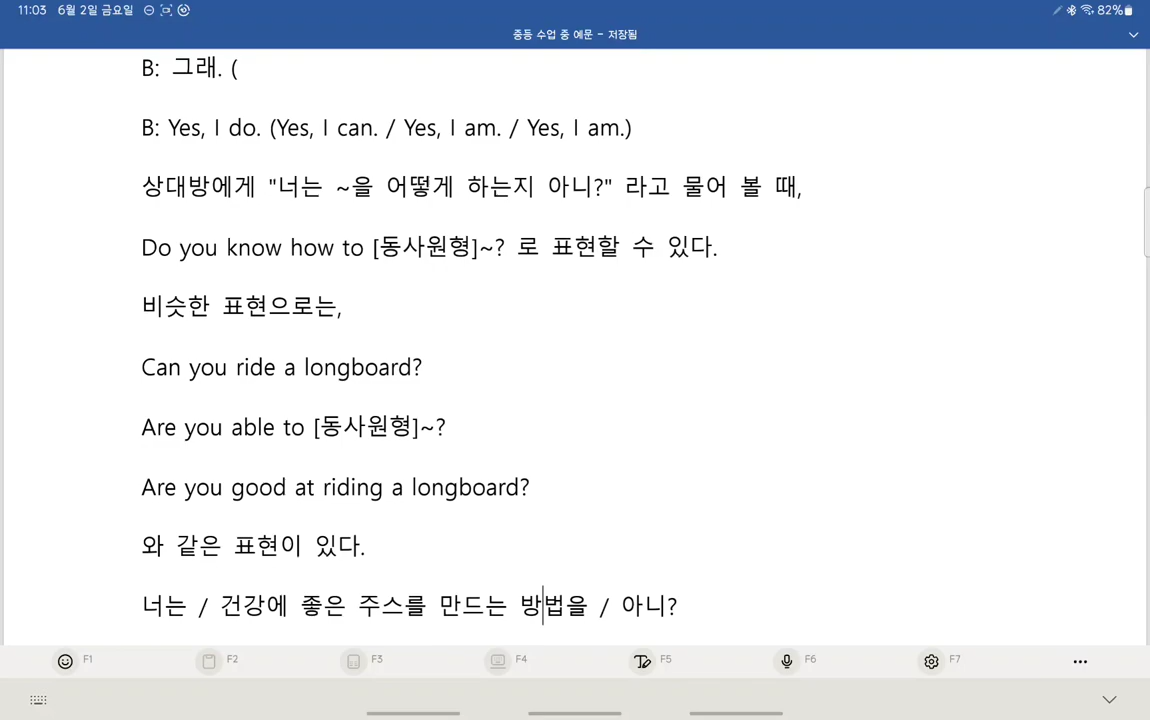 11:03 6월 2일 금요일 82%
중등 수업 중 예문 - 저장됨
B: 그래. (
B: Yes, I do. (Yes, I can. / Yes, I am. / Yes, I am.)
상대방에게 "너는 ~을 어떻게 하는지 아니?" 라고 물어 볼 때,
Do you know how to [동사원형]~? 로 표현할 수 있다.
비슷한 표현으로는,
Can you ride a longboard?
Are you able to [동사원형]~?
Are you good at riding a longboard?
와 같은 표현이 있다.
너는 / 건강에 좋은 주스를 만드는 방법을 / 아니?
F1 F2 F3 F4 F5 F6 F7